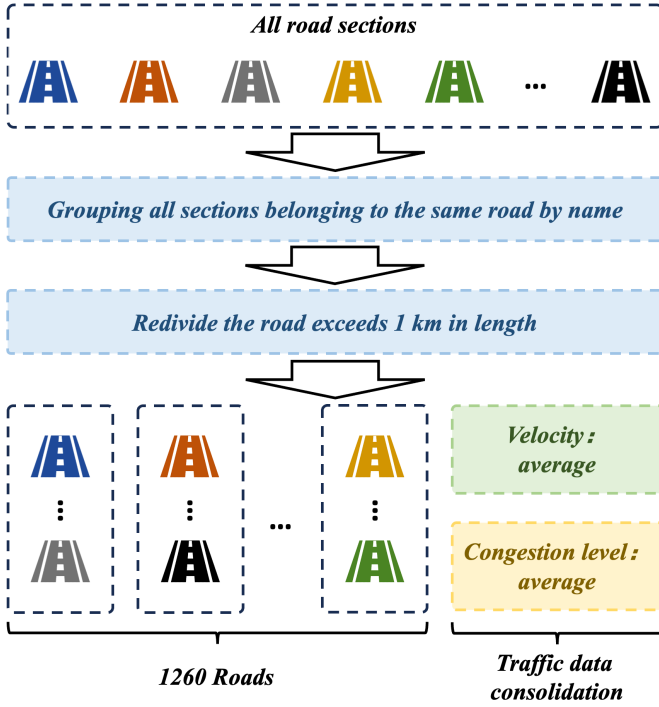 All road sections
...
Grouping all sections belonging to the same road by name
Redivide the road exceeds 1 km in length
...
Velocity：
average
Congestion level：
average
1260 Roads
Traffic data
consolidation